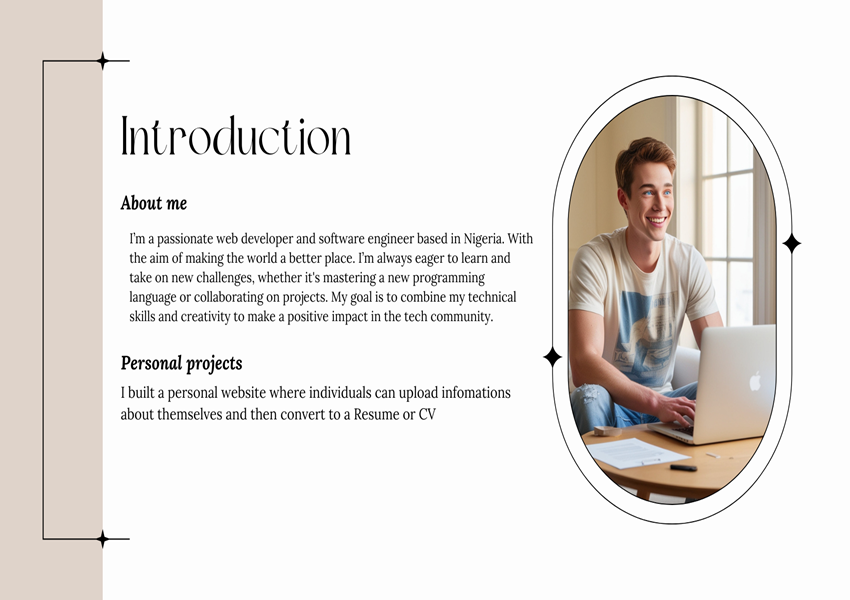 Introduction
About me
I'm a passionate web developer and software engineer based in Nigeria. With
the aim of making the world a better place. I'm always eager to learn and
take on new challenges, whether it's mastering a new programming
language or collaborating on projects. My goal is to combine my technical
skills and creativity to make a positive impact in the tech community.
Personal projects
I built a personal website where individuals can upload infomations
about themselves and then convert to a Resume or CV